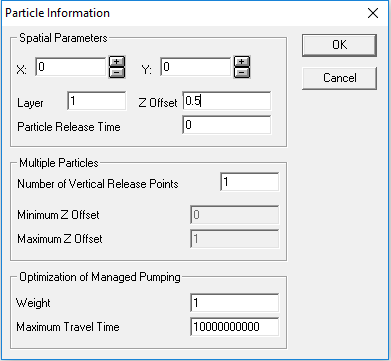 Particle Information
Spatial Parameters
OK
X: 0 Y: 0
Cancel
Layer 1 Z Offset 0.5
Particle Release Time 0
Multiple Particles
Number of Vertical Release Points 1
Minimum Z Offset 0
Maximum Z Offset 1
Optimization of Managed Pumping
Weight 1
Maximum Travel Time 10000000000